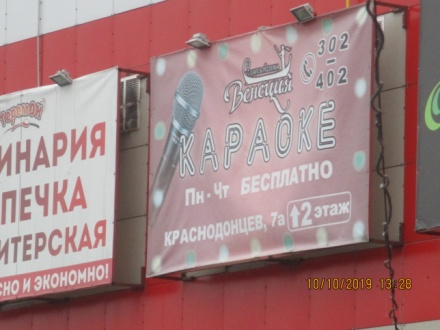 ИНАРИЯ
ПЕЧКА
ИТЕРСКАЯ
СНО И ЭКОНОМНО!
Венеция
302
-402
КАРАОКЕ
Пн - Чт БЕСПЛАТНО
КРАСНОДОНЦЕВ, 7а 2 этаж
10/10/2019 13:28